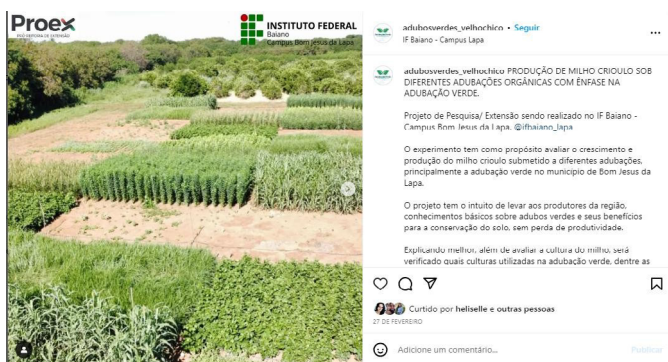 Proex
PRÓ-REITORIA DE EXTENSÃO
INSTITUTO FEDERAL
Baiano
Campus Bom Jesus da Lapa
adubosverdes_velhochico • Seguir
IF Baiano - Campus Lapa
adubosverdes_velhochico PRODUÇÃO DE MILHO CRIOULO SOB
DIFERENTES ADUBAÇÕES ORGÂNICAS COM ÊNFASE NA
ADUBAÇÃO VERDE.
Projeto de Pesquisa/ Extensão sendo realizado no IF Baiano -
Campus Bom Jesus da Lapa. @ifbaiano_lapa
O experimento tem como propósito avaliar o crescimento e
produção do milho crioulo submetido a diferentes adubações,
principalmente a adubação verde no município de Bom Jesus da
Lapa.
O projeto tem o intuito de levar aos produtores da região,
conhecimentos básicos sobre adubos verdes e seus benefícios
para a conservação do solo, sem perda de produtividade.
Explicando melhor, além de avaliar a cultura do milho, será
verificado quais culturas utilizadas na adubação verde, dentre as
Curtido por heliselle e outras pessoas
27 DE FEVEREIRO
Adicione um comentário...
Publicar